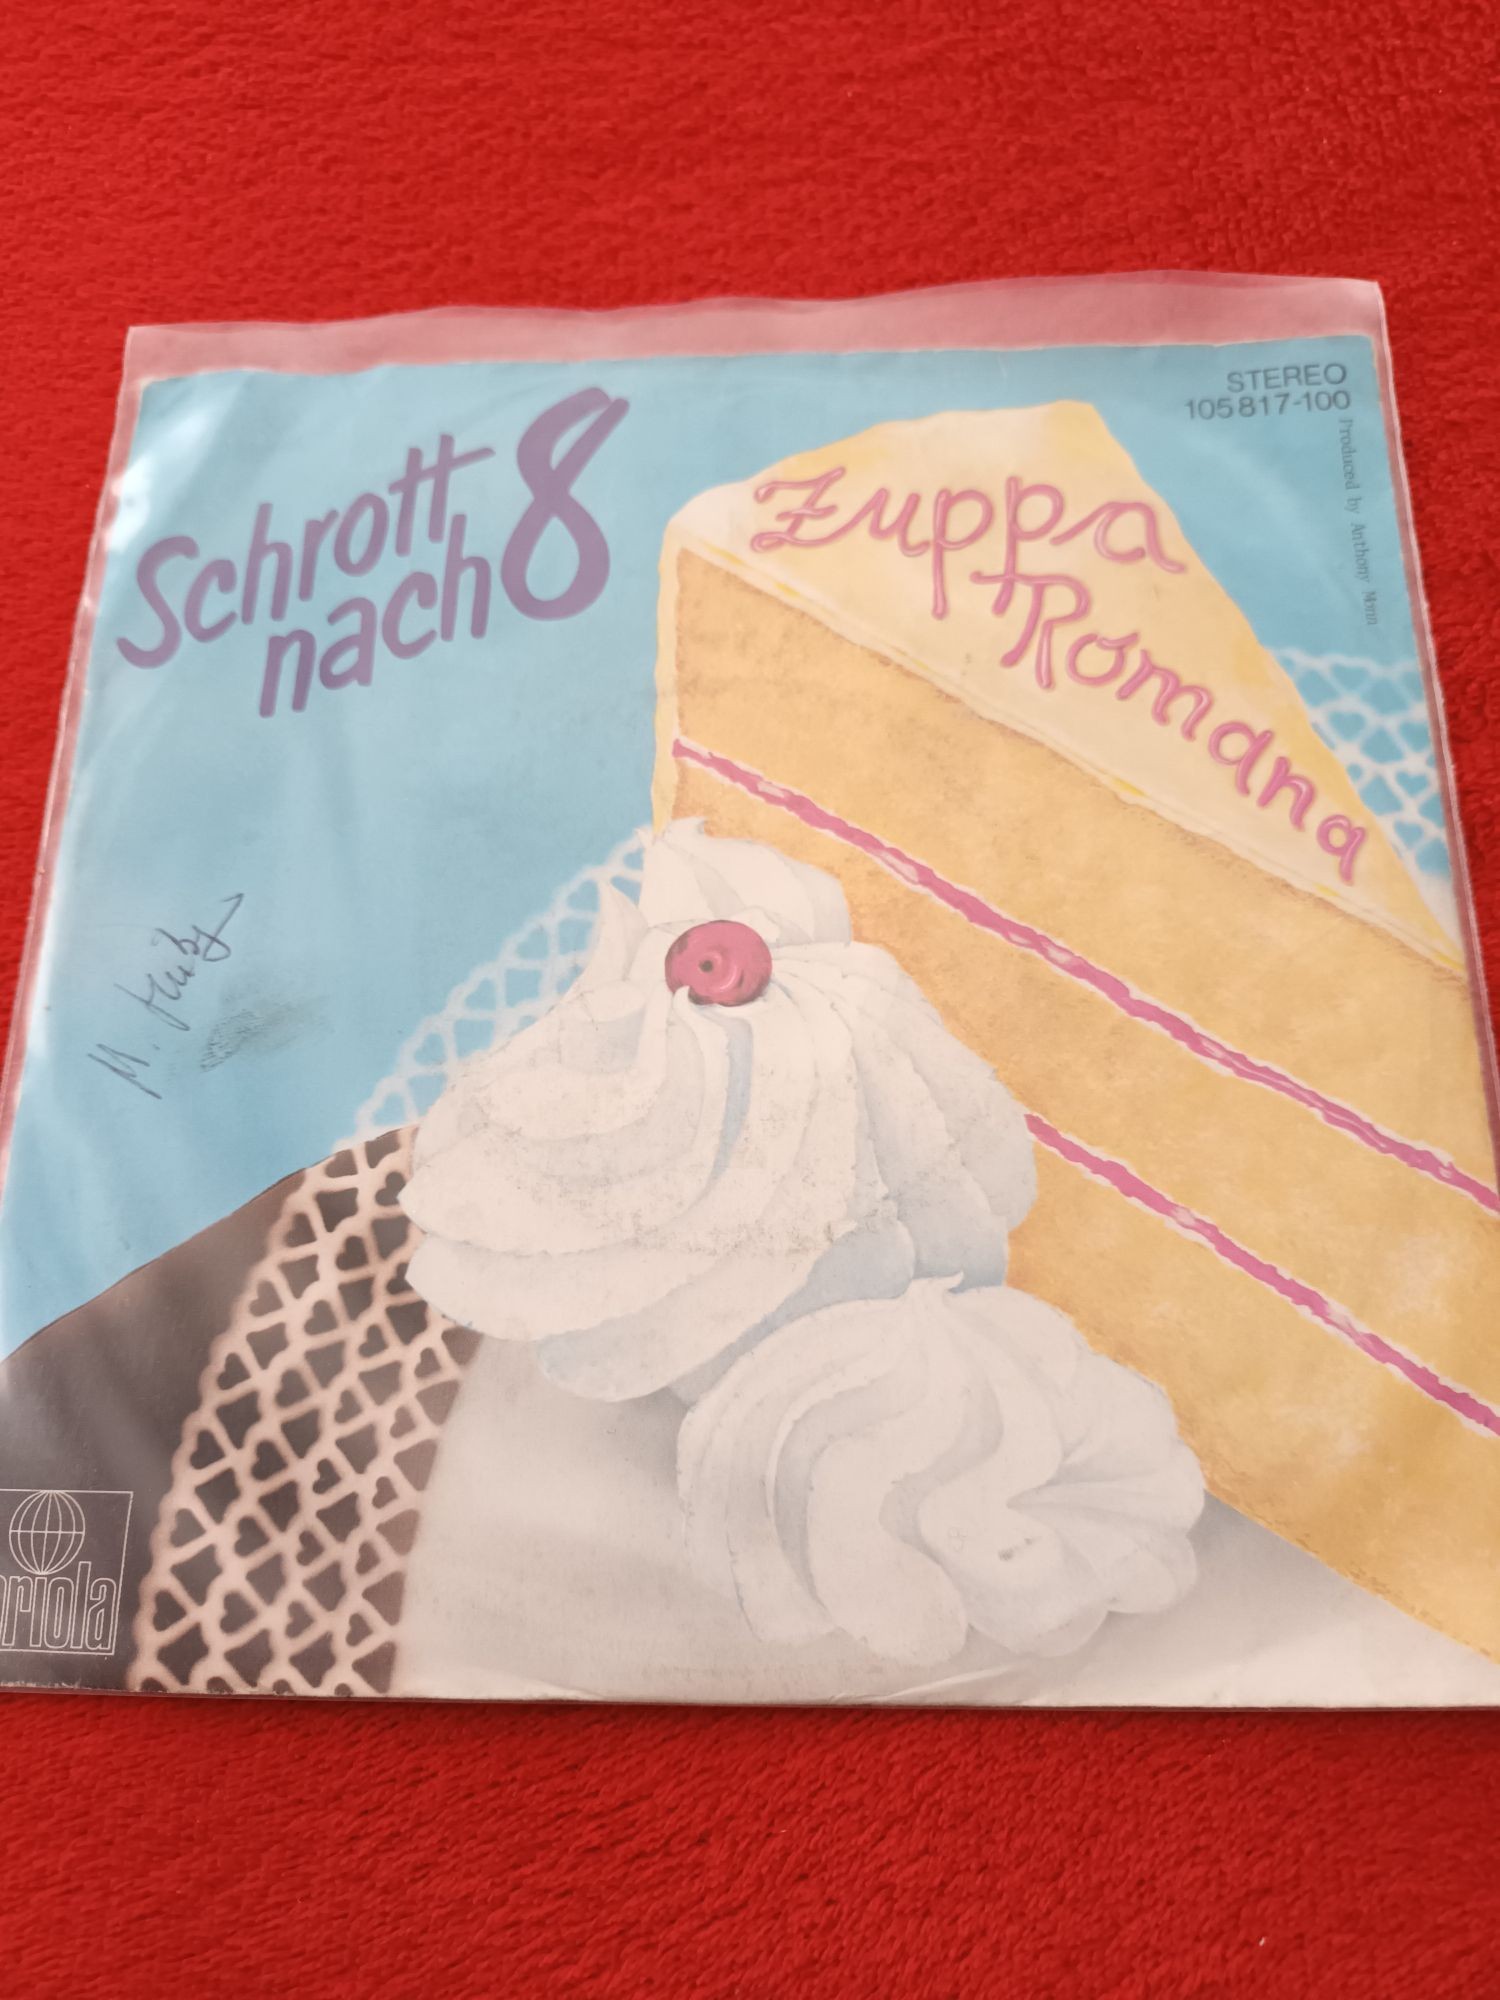 STEREO
105 817-100
Produced by Anthony Monn
Schrott
nach 8
Zuppa
Romana
ariola